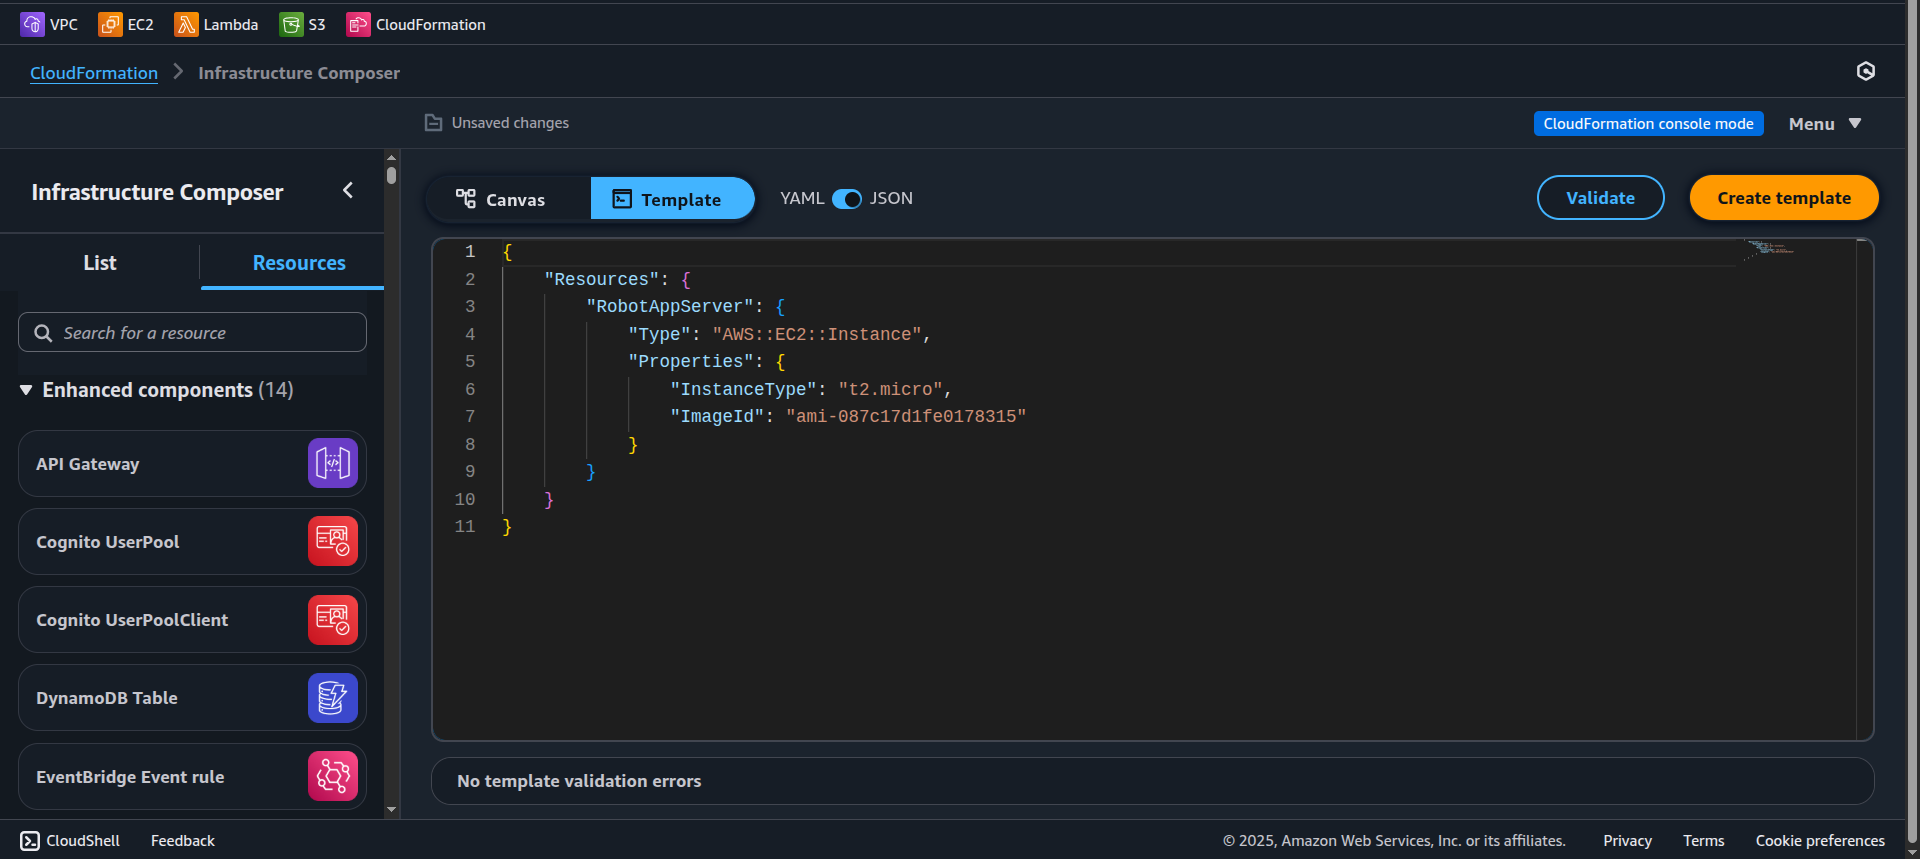 VPC EC2 Lambda S3 CloudFormation
CloudFormation > Infrastructure Composer
Unsaved changes CloudFormation console mode Menu
Infrastructure Composer
Canvas Template YAML JSON Validate Create template
List Resources
Search for a resource
Enhanced components (14)
API Gateway
Cognito UserPool
Cognito UserPoolClient
DynamoDB Table
EventBridge Event rule
1 {
2 "Resources": {
3 "RobotAppServer": {
4 "Type": "AWS::EC2::Instance",
5 "Properties": {
6 "InstanceType": "t2.micro",
7 "ImageId": "ami-087c17d1fe0178315"
8 }
9 }
10 }
11 }
No template validation errors
CloudShell Feedback © 2025, Amazon Web Services, Inc. or its affiliates. Privacy Terms Cookie preferences